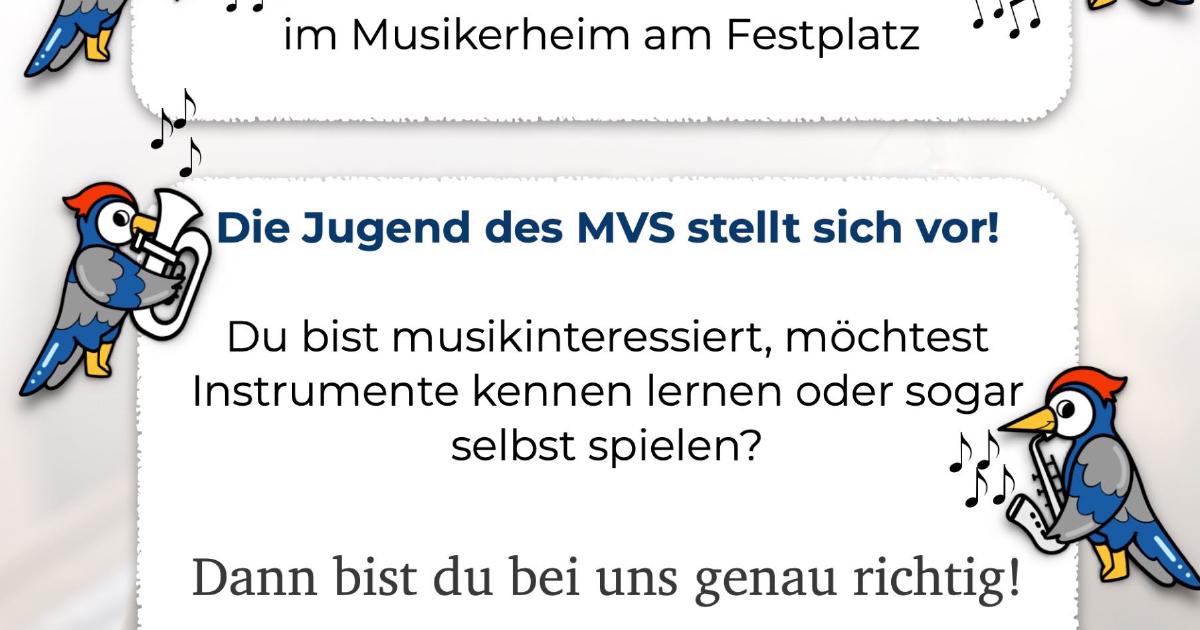 im Musikerheim am Festplatz
Die Jugend des MVS stellt sich vor!
Du bist musikinteressiert, möchtest
Instrumente kennen lernen oder sogar
selbst spielen?
Dann bist du bei uns genau richtig!